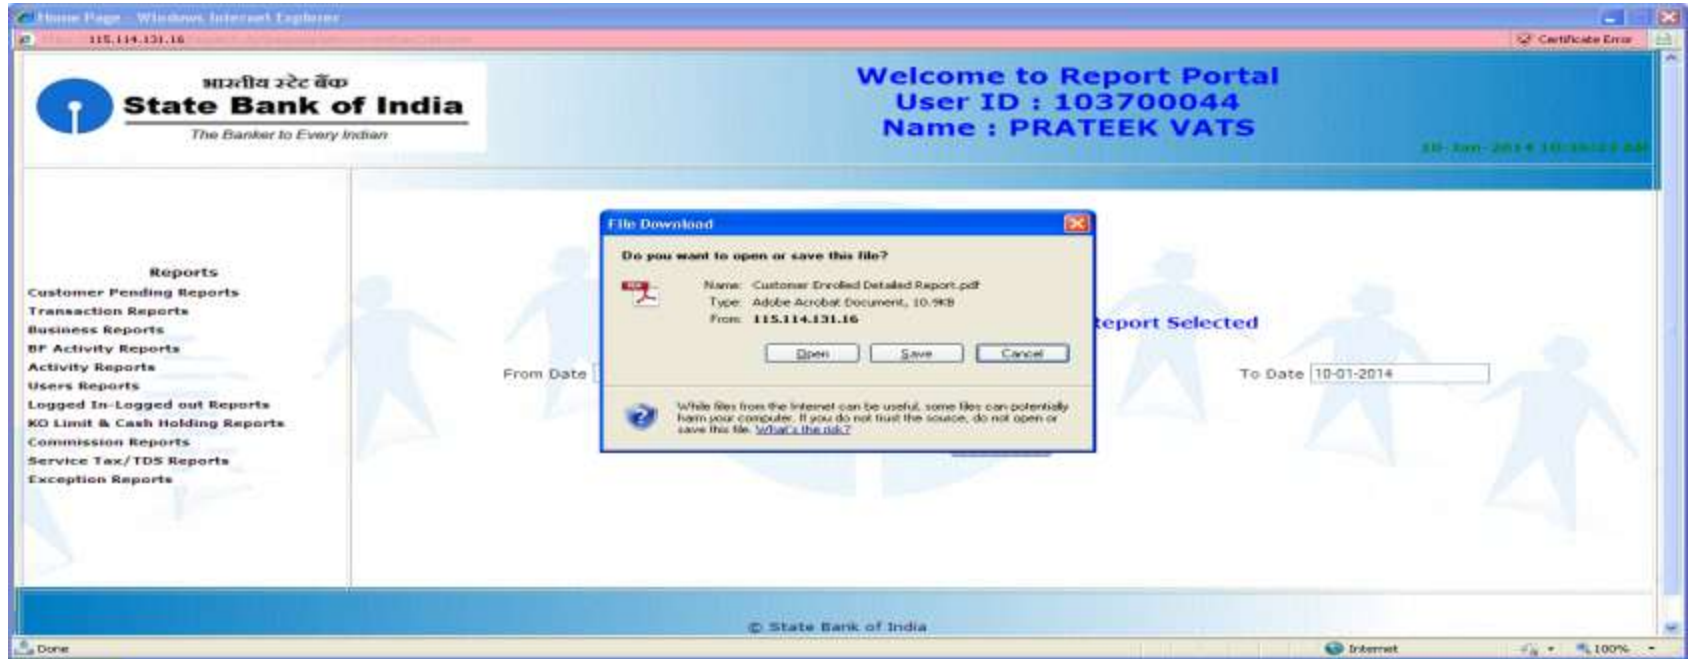 Home Page - Windows Internet Explorer
115.114.131.16
Certificate Error
भारतीय स्टेट बैंक
State Bank of India
The Banker to Every Indian
Welcome to Report Portal
User ID : 103700044
Name : PRATEEK VATS
Reports
Customer Pending Reports
Transaction Reports
Business Reports
BF Activity Reports
Activity Reports
Users Reports
Logged In-Logged out Reports
KO Limit & Cash Holding Reports
Commission Reports
Service Tax/TDS Reports
Exception Reports
File Download
Do you want to open or save this file?
Name: Customer Enrolled Detailed Report.pdf
Type: Adobe Acrobat Document, 10.9KB
From: 115.114.131.16
Open Save Cancel
While files from the Internet can be useful, some files can potentially
harm your computer. If you do not trust the source, do not open or
save this file. What's the risk?
Report Selected
From Date
To Date 10-01-2014
© State Bank of India
Done
Internet
100%